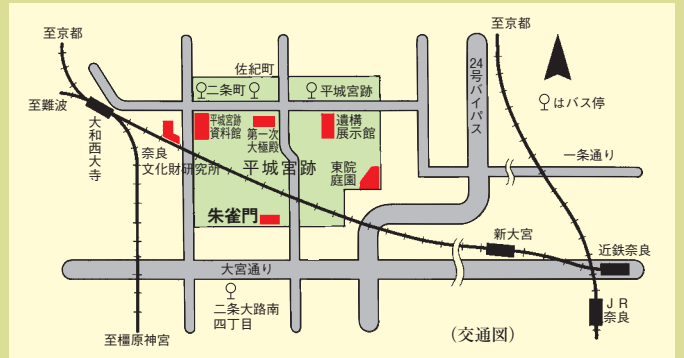 至京都
至京都
佐紀町
24号バイパス
二条町
平城宮跡
はバス停
至難波
平城宮跡
資料館
第一次
大極殿
遺構
展示館
大和西大寺
奈良
文化財研究所
平城宮跡
東院
庭園
一条通り
朱雀門
新大宮
近鉄奈良
大宮通り
二条大路南
四丁目
JR
奈良
(交通図)
至橿原神宮